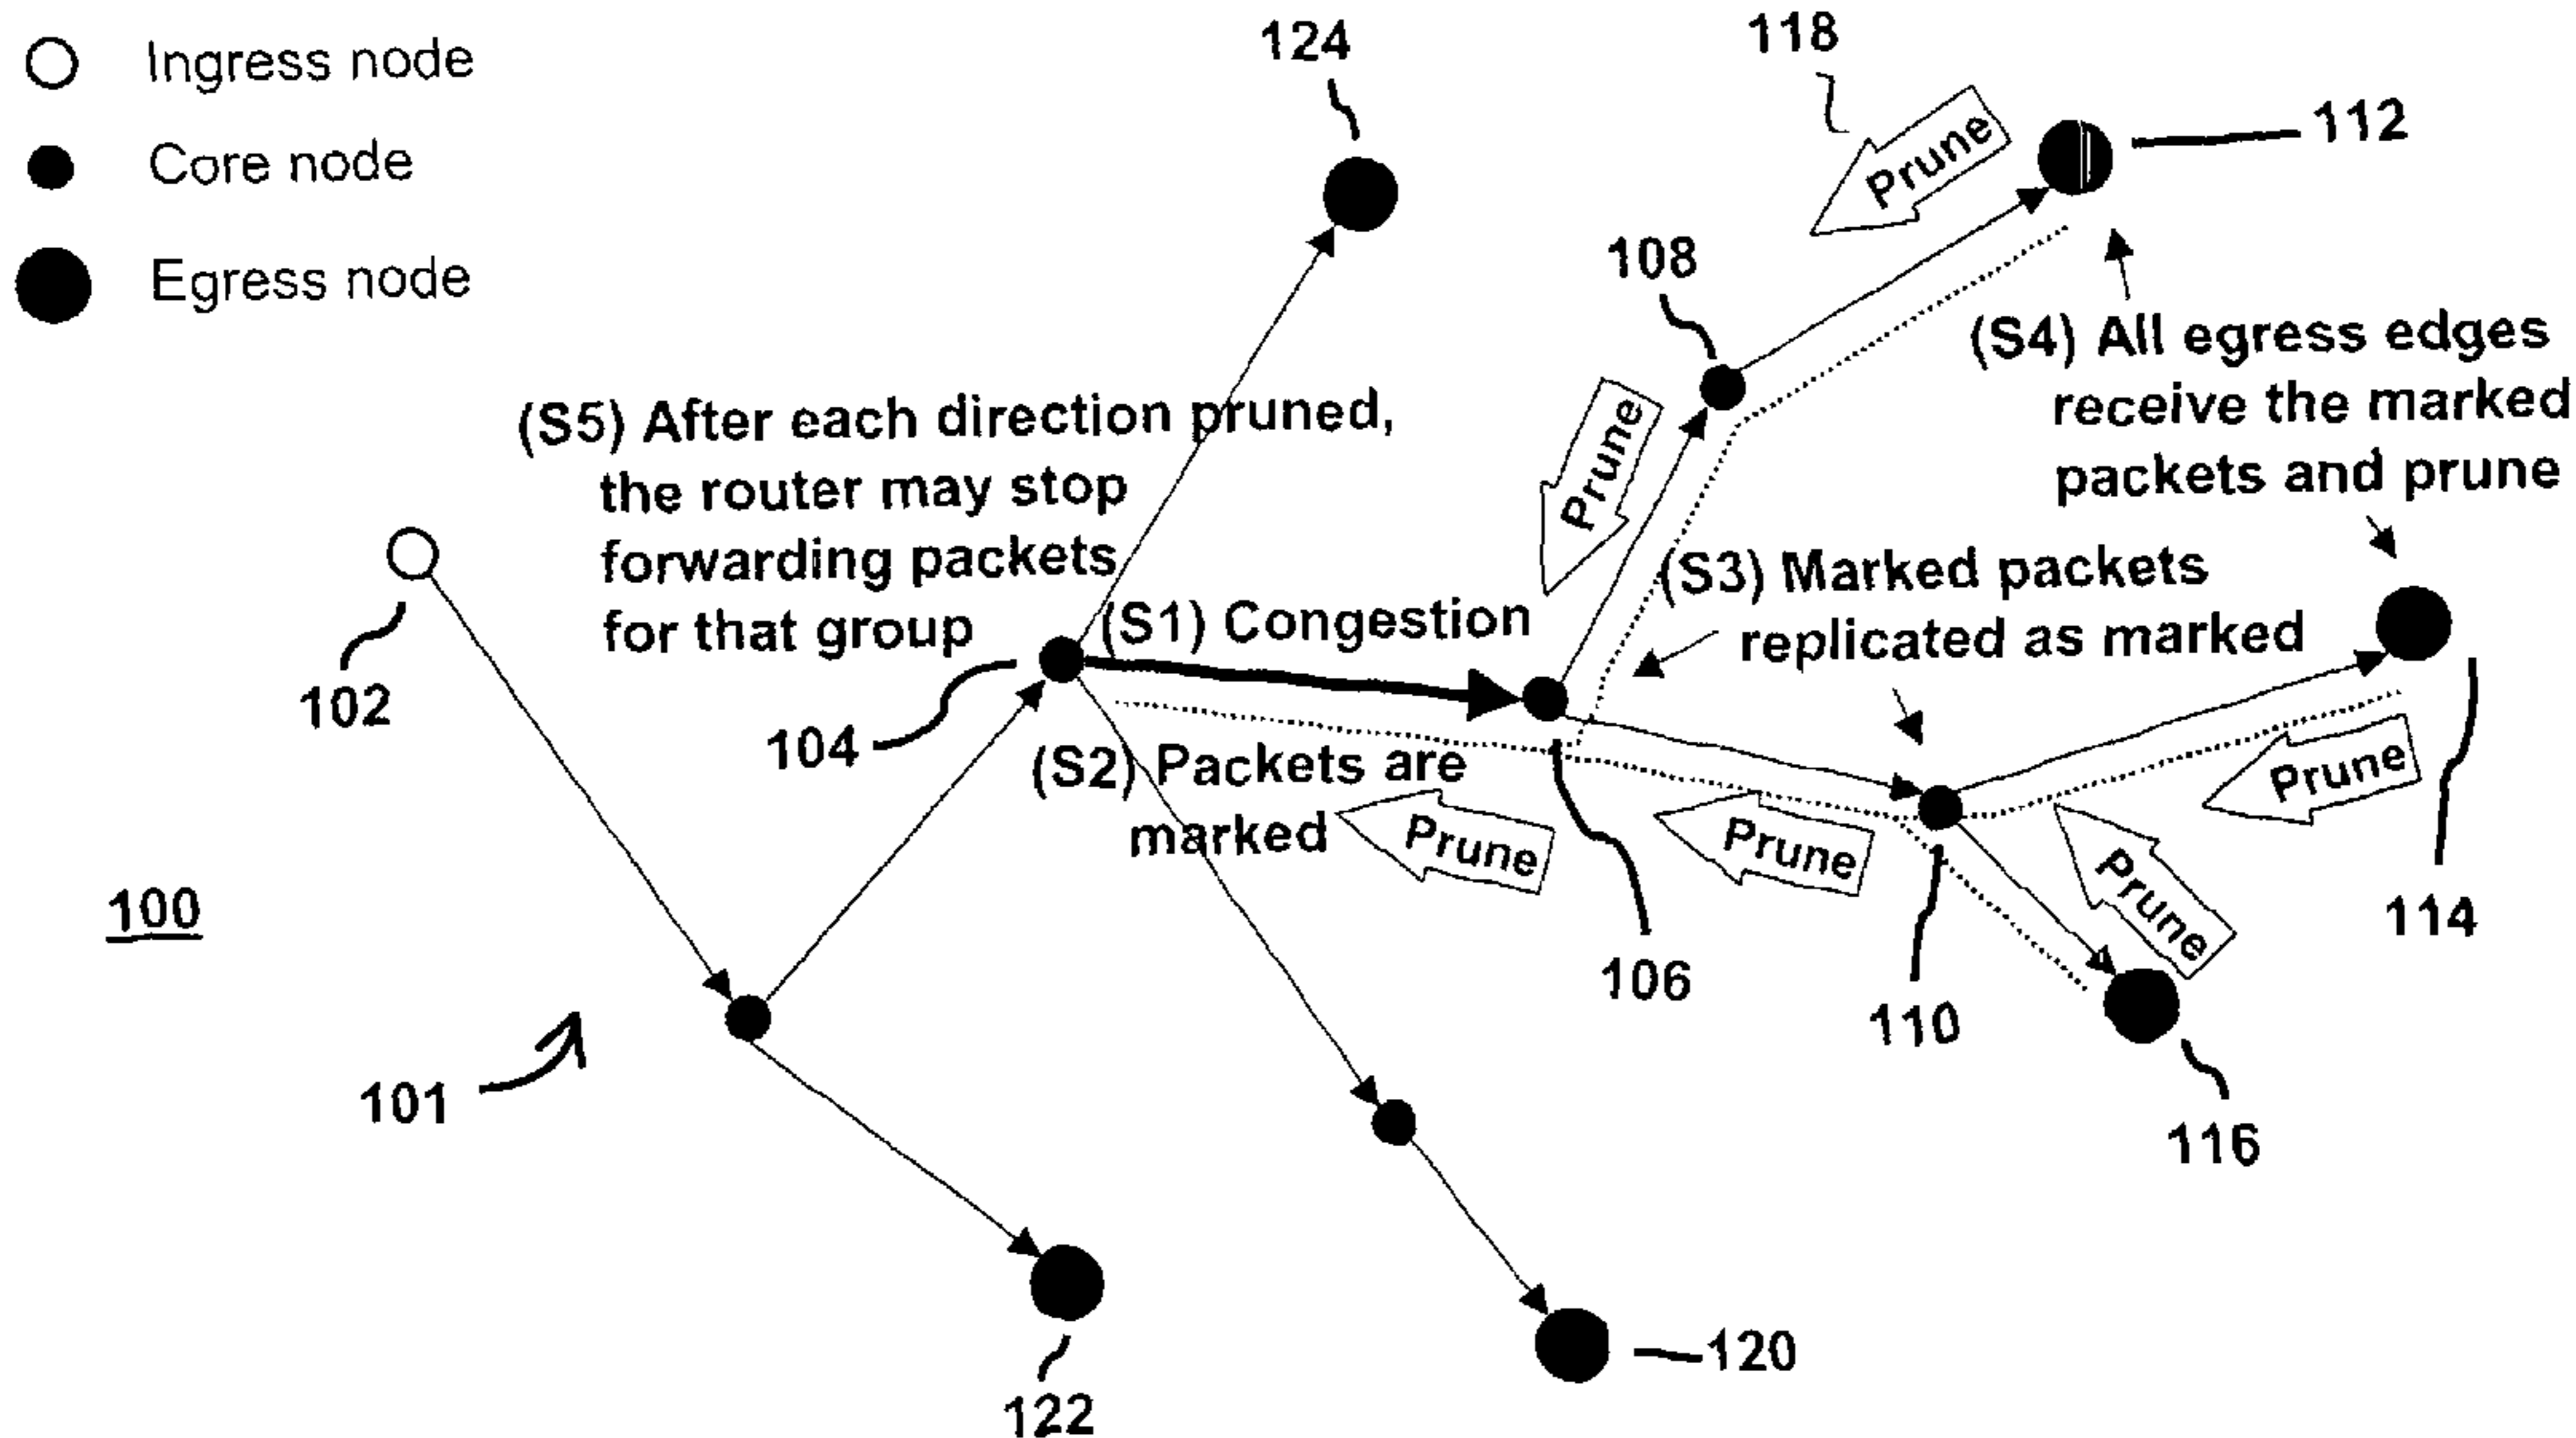 Ingress node
Core node
Egress node
124
118
Prune
112
108
(S4) All egress edges
receive the marked
packets and prune
Prune
(S5) After each direction pruned,
the router may stop
forwarding packets
for that group
(S3) Marked packets
replicated as marked
102
(S1) Congestion
104
(S2) Packets are
marked
Prune
Prune
Prune
Prune
100
106
110
114
101
116
122
120